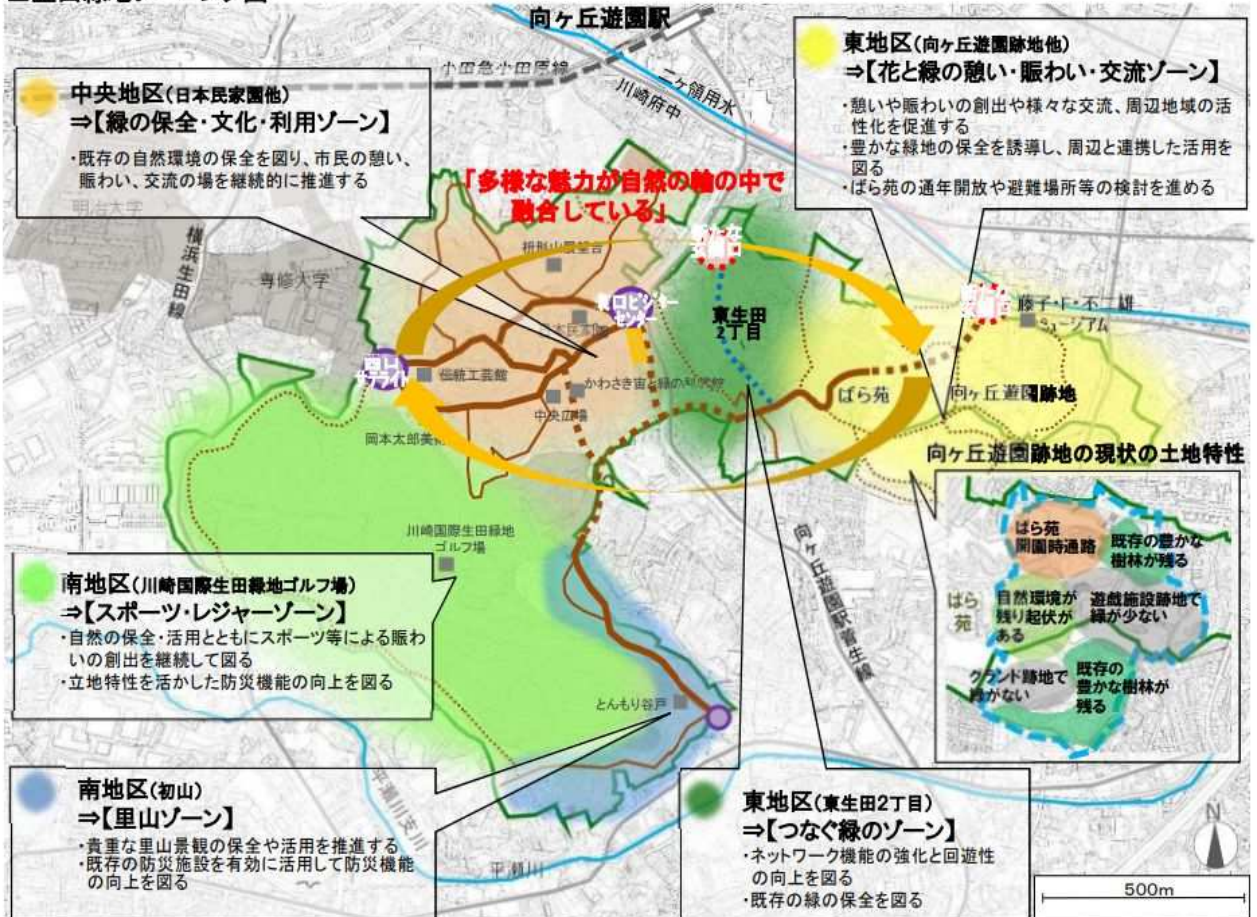 向ヶ丘遊園駅
小田急小田原線
二ヶ領用水
川崎府中
中央地区(日本民家園他)
⇒【緑の保全・文化・利用ゾーン】
・既存の自然環境の保全を図り、市民の憩い、
賑わい、交流の場を継続的に推進する
東地区(向ヶ丘遊園跡地他)
⇒【花と緑の憩い・賑わい・交流ゾーン】
・憩いや賑わいの創出や様々な交流、周辺地域の活
性化を促進する
・豊かな緑地の保全を誘導し、周辺と連携した活用を
図る
・ばら苑の通年開放や避難場所等の検討を進める
「多様な魅力が自然の輪の中で
融合している」
明治大学
専修大学
横浜生田線
枡形山展望台
東口ビジター
センター
東生田
2丁目
藤子・F・不二雄
ミュージアム
西口
サテライト
伝統工芸館
かわさき宙と緑の科学館
中央広場
岡本太郎美術
ばら苑
向ヶ丘遊園跡地
向ヶ丘遊園跡地の現状の土地特性
ばら苑
開園時通路
既存の豊かな
樹林が残る
ばら
苑
自然環境が
残り起伏が
ある
遊戯施設跡地で
緑が少ない
グランド跡地で
緑がない
既存の
豊かな樹林が
残る
川崎国際生田緑地
ゴルフ場
向ヶ丘遊園駅菅生線
南地区(川崎国際生田緑地ゴルフ場)
⇒【スポーツ・レジャーゾーン】
・自然の保全・活用とともにスポーツ等による賑わ
いの創出を継続して図る
・立地特性を活かした防災機能の向上を図る
とんもり谷戸
南地区(初山)
⇒【里山ゾーン】
・貴重な里山景観の保全や活用を推進する
・既存の防災施設を有効に活用して防災機能
の向上を図る
平瀬川支川
平瀬川
東地区(東生田2丁目)
⇒【つなぐ緑のゾーン】
・ネットワーク機能の強化と回遊性
の向上を図る
・既存の緑の保全を図る
N
500m